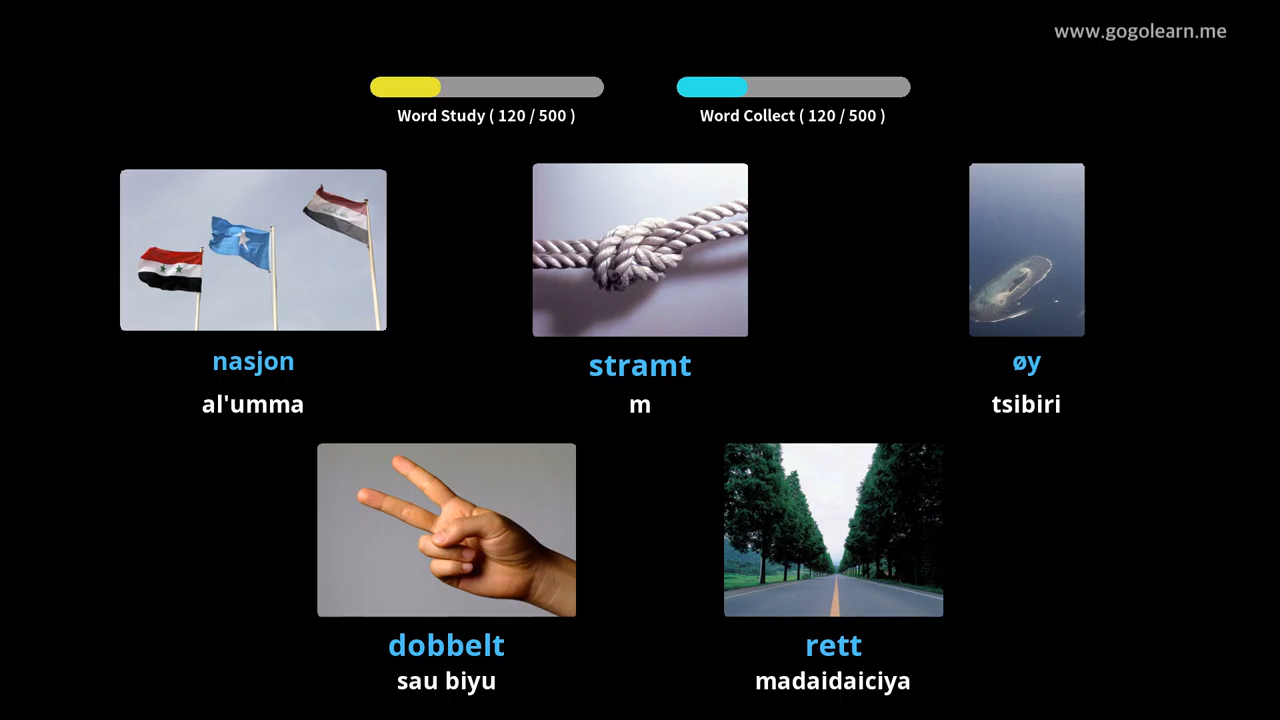 www.gogolearn.me
Word Study ( 120 / 500 )
Word Collect ( 120 / 500 )
nasjon
al'umma
stramt
m
øy
tsibiri
dobbelt
sau biyu
rett
madaidaiciya